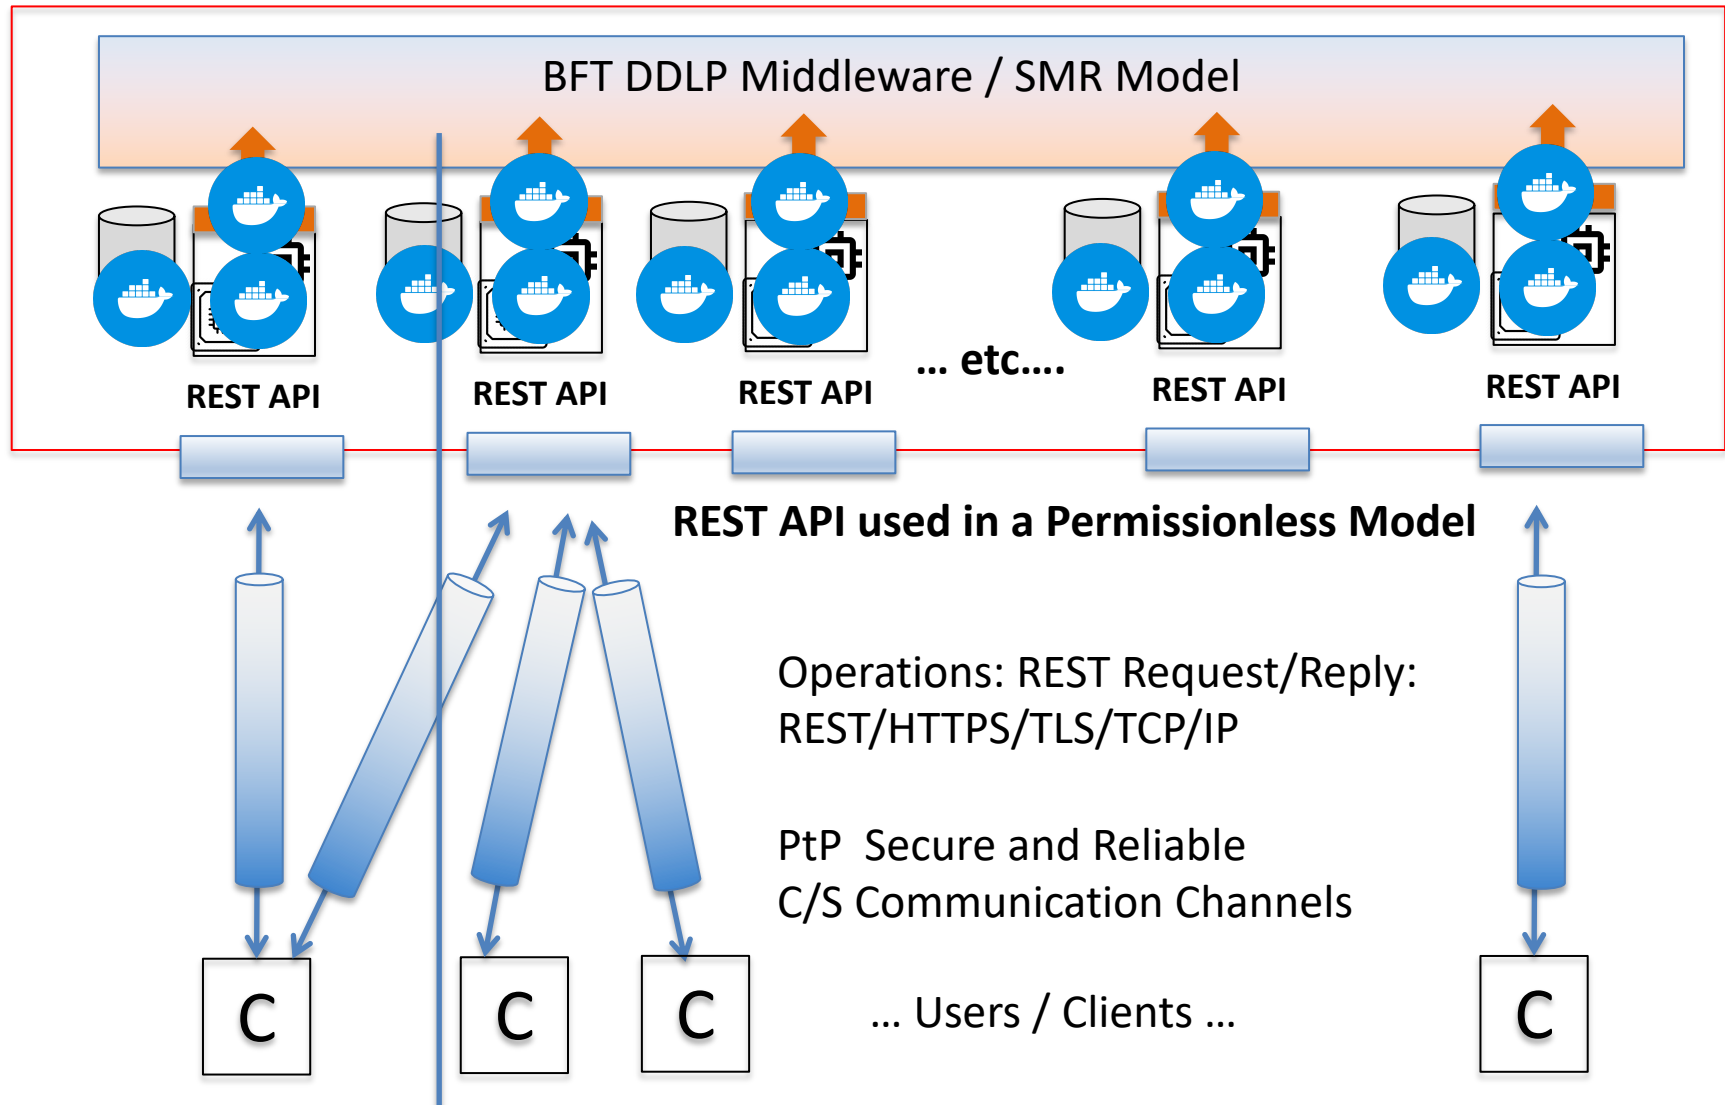 BFT DDLP Middleware / SMR Model
... etc....
REST API
REST API
REST API
REST API
REST API
REST API used in a Permissionless Model
Operations: REST Request/Reply:
REST/HTTPS/TLS/TCP/IP
PtP  Secure and Reliable
C/S Communication Channels
C
C
C
... Users / Clients ...
C